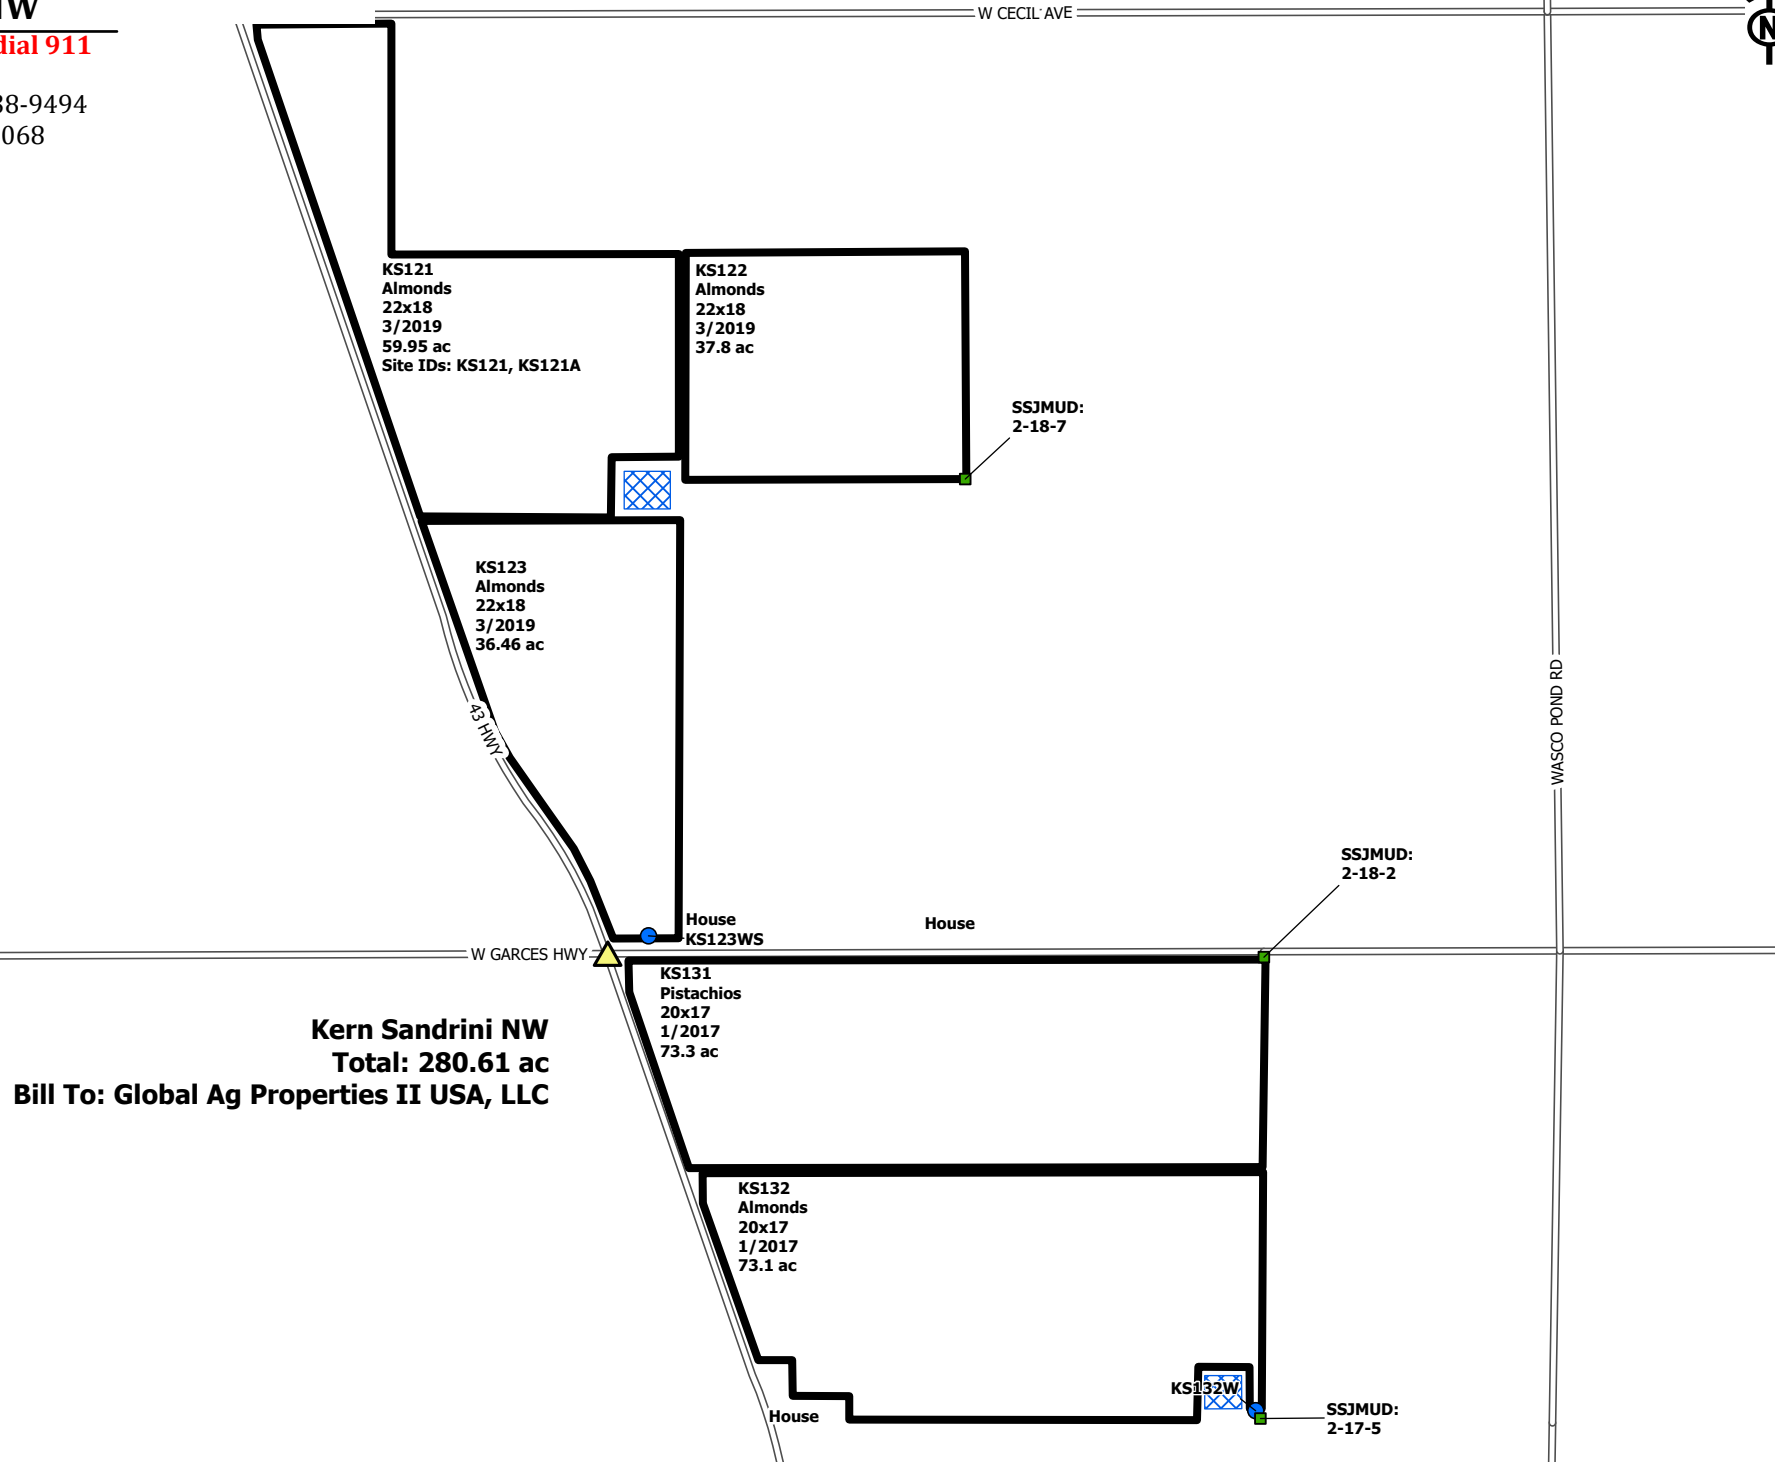 dial 911
38-9494
068
W CECIL AVE
N
KS121
Almonds
22x18
3/2019
59.95 ac
Site IDs: KS121, KS121A
KS122
Almonds
22x18
3/2019
37.8 ac
SSJMUD:
2-18-7
KS123
Almonds
22x18
3/2019
36.46 ac
43 HWY
WASCO POND RD
SSJMUD:
2-18-2
House
KS123WS
House
W GARCES HWY
KS131
Pistachios
20x17
1/2017
73.3 ac
Kern Sandrini NW
Total: 280.61 ac
Bill To: Global Ag Properties II USA, LLC
KS132
Almonds
20x17
1/2017
73.1 ac
KS132W
House
SSJMUD:
2-17-5